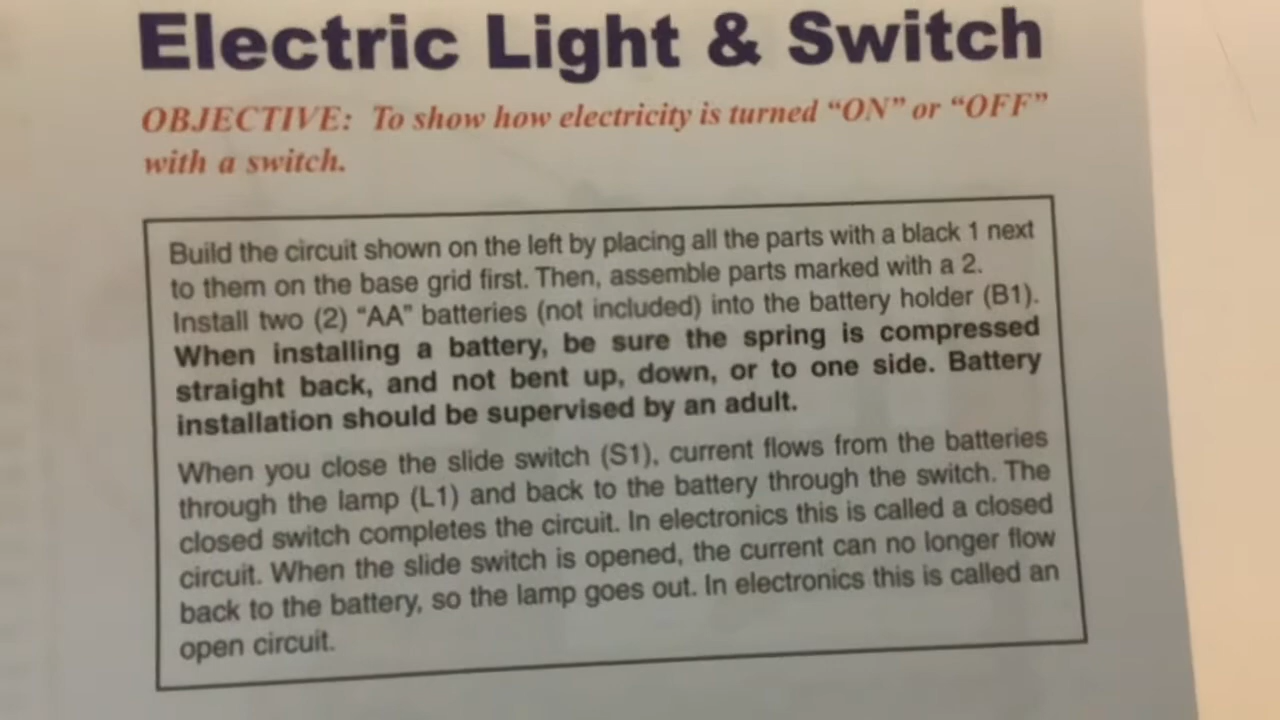 Electric Light & Switch
OBJECTIVE: To show how electricity is turned “ON” or “OFF”
with a switch.
Build the circuit shown on the left by placing all the parts with a black 1 next
to them on the base grid first. Then, assemble parts marked with a 2.
Install two (2) “AA” batteries (not included) into the battery holder (B1).
When installing a battery, be sure the spring is compressed
straight back, and not bent up, down, or to one side. Battery
installation should be supervised by an adult.
When you close the slide switch (S1), current flows from the batteries
through the lamp (L1) and back to the battery through the switch. The
closed switch completes the circuit. In electronics this is called a closed
circuit. When the slide switch is opened, the current can no longer flow
back to the battery, so the lamp goes out. In electronics this is called an
open circuit.